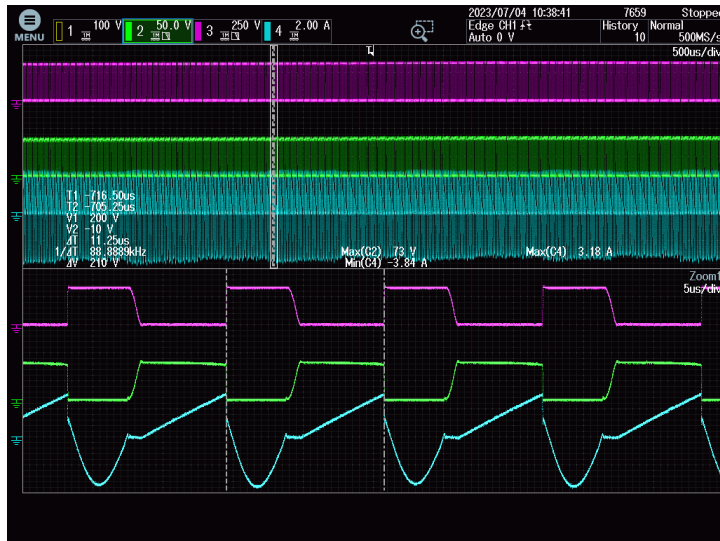 2023/07/04 10:38:41 7659 Stopped
MENU
1 100 V
2 50.0 V
3 250 V
4 2.00 A
Edge CH1
Auto 0 V
History
10
Normal
500MS/s
500us/div
T1 -716.50us
T2 -705.25us
V1 200 V
V2 -10 V
ΔT 11.25us
1/ΔT 88.8889kHz
ΔV 210 V
Max(C2) 73 V
Min(C4) -3.84 A
Max(C4) 3.18 A
Zoom1
5us/div